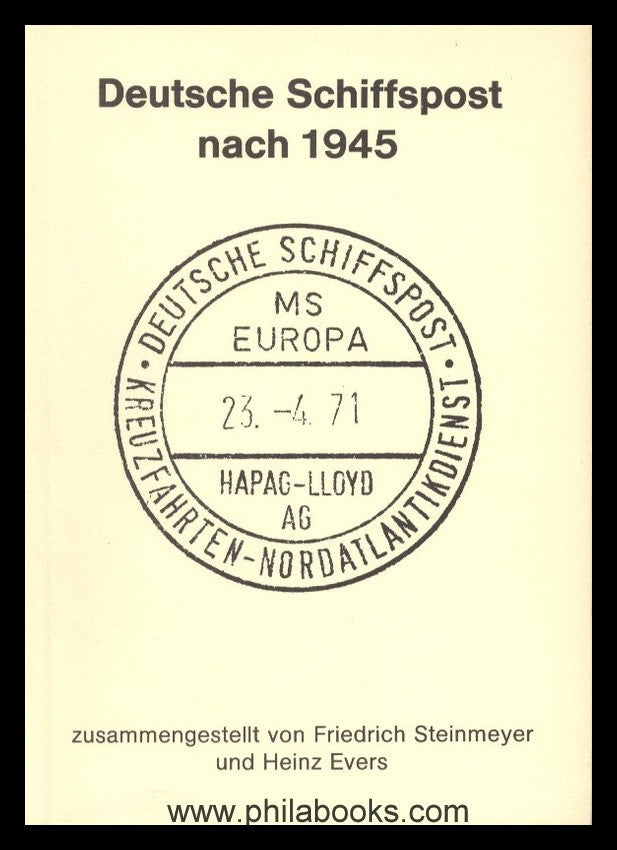 Deutsche Schiffspost
nach 1945
· DEUTSCHE SCHIFFSPOST ·
MS
EUROPA
23. –4. 71
HAPAG-LLOYD
AG
KREUZFAHRTEN-NORDATLANTIKDIENST
zusammengestellt von Friedrich Steinmeyer
und Heinz Evers
www.philabooks.com